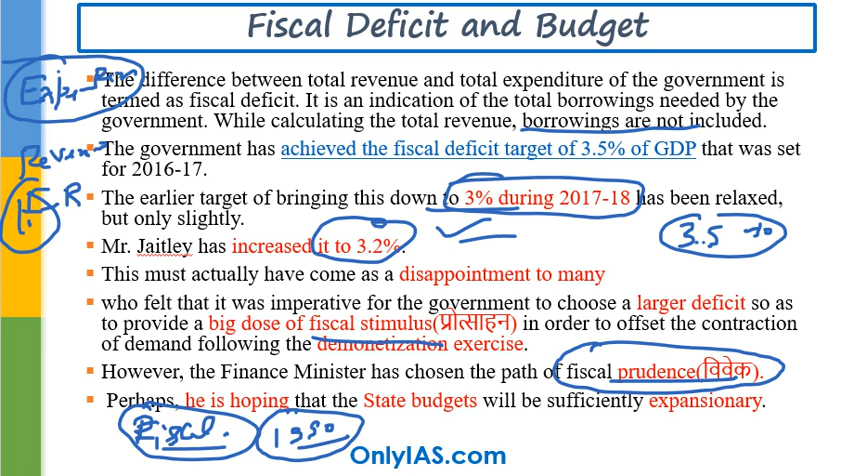 Fiscal Deficit and Budget
The difference between total revenue and total expenditure of the government is
termed as fiscal deficit. It is an indication of the total borrowings needed by the
government. While calculating the total revenue, borrowings are not included.
The government has achieved the fiscal deficit target of 3.5% of GDP that was set
for 2016-17.
The earlier target of bringing this down to 3% during 2017-18 has been relaxed,
but only slightly.
3.5 to
Mr. Jaitley has increased it to 3.2%.
This must actually have come as a disappointment to many
who felt that it was imperative for the government to choose a larger deficit so as
to provide a big dose of fiscal stimulus(प्रोत्साहन) in order to offset the contraction
of demand following the demonetization exercise.
However, the Finance Minister has chosen the path of fiscal prudence(विवेक).
Perhaps, he is hoping that the State budgets will be sufficiently expansionary.
Fiscal.
OnlyIAS.com